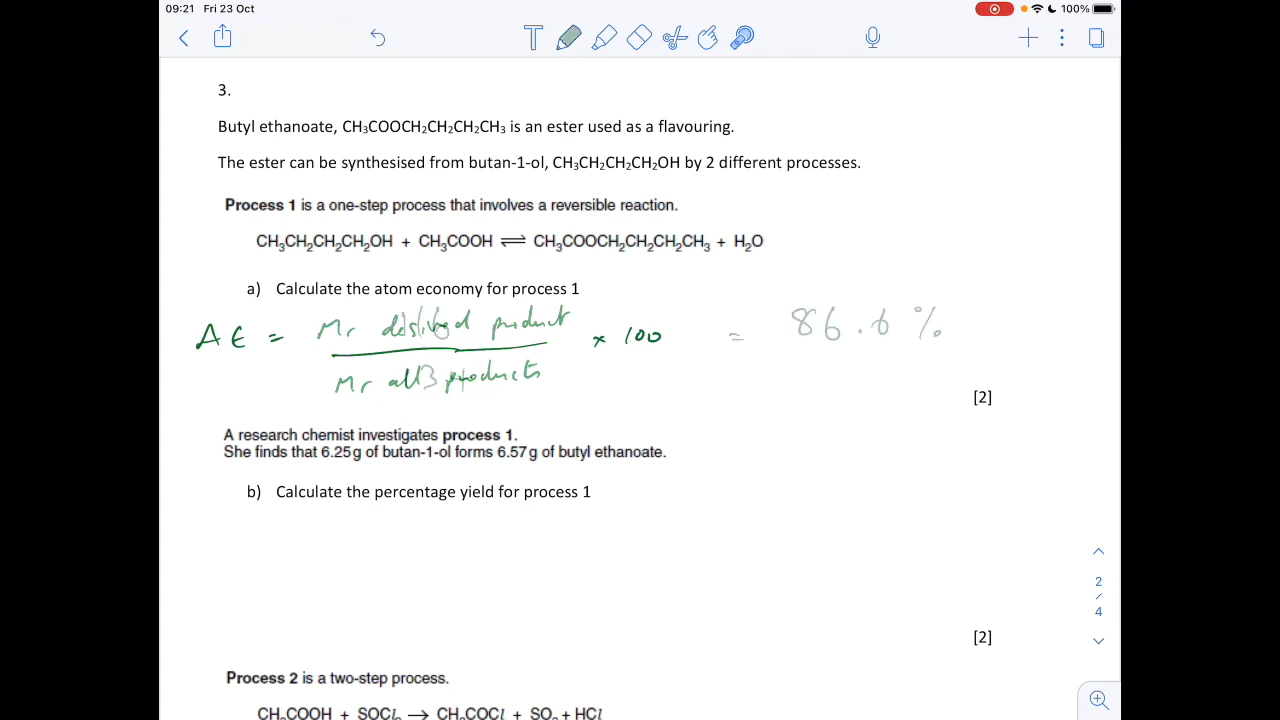 09:21 Fri 23 Oct
100%
3.
Butyl ethanoate, CH₃COOCH₂CH₂CH₂CH₃ is an ester used as a flavouring.
The ester can be synthesised from butan-1-ol, CH₃CH₂CH₂CH₂OH by 2 different processes.
Process 1 is a one-step process that involves a reversible reaction.
CH₃CH₂CH₂CH₂OH + CH₃COOH ⇌ CH₃COOCH₂CH₂CH₂CH₃ + H₂O
a) Calculate the atom economy for process 1
AE = Mr product × 100 = 86.6 %
Mr all products
[2]
A research chemist investigates process 1.
She finds that 6.25 g of butan-1-ol forms 6.57 g of butyl ethanoate.
b) Calculate the percentage yield for process 1
2
/
4
[2]
Process 2 is a two-step process.
CH₃COOH + SOCl₂ → CH₃COCl + SO₂ + HCl